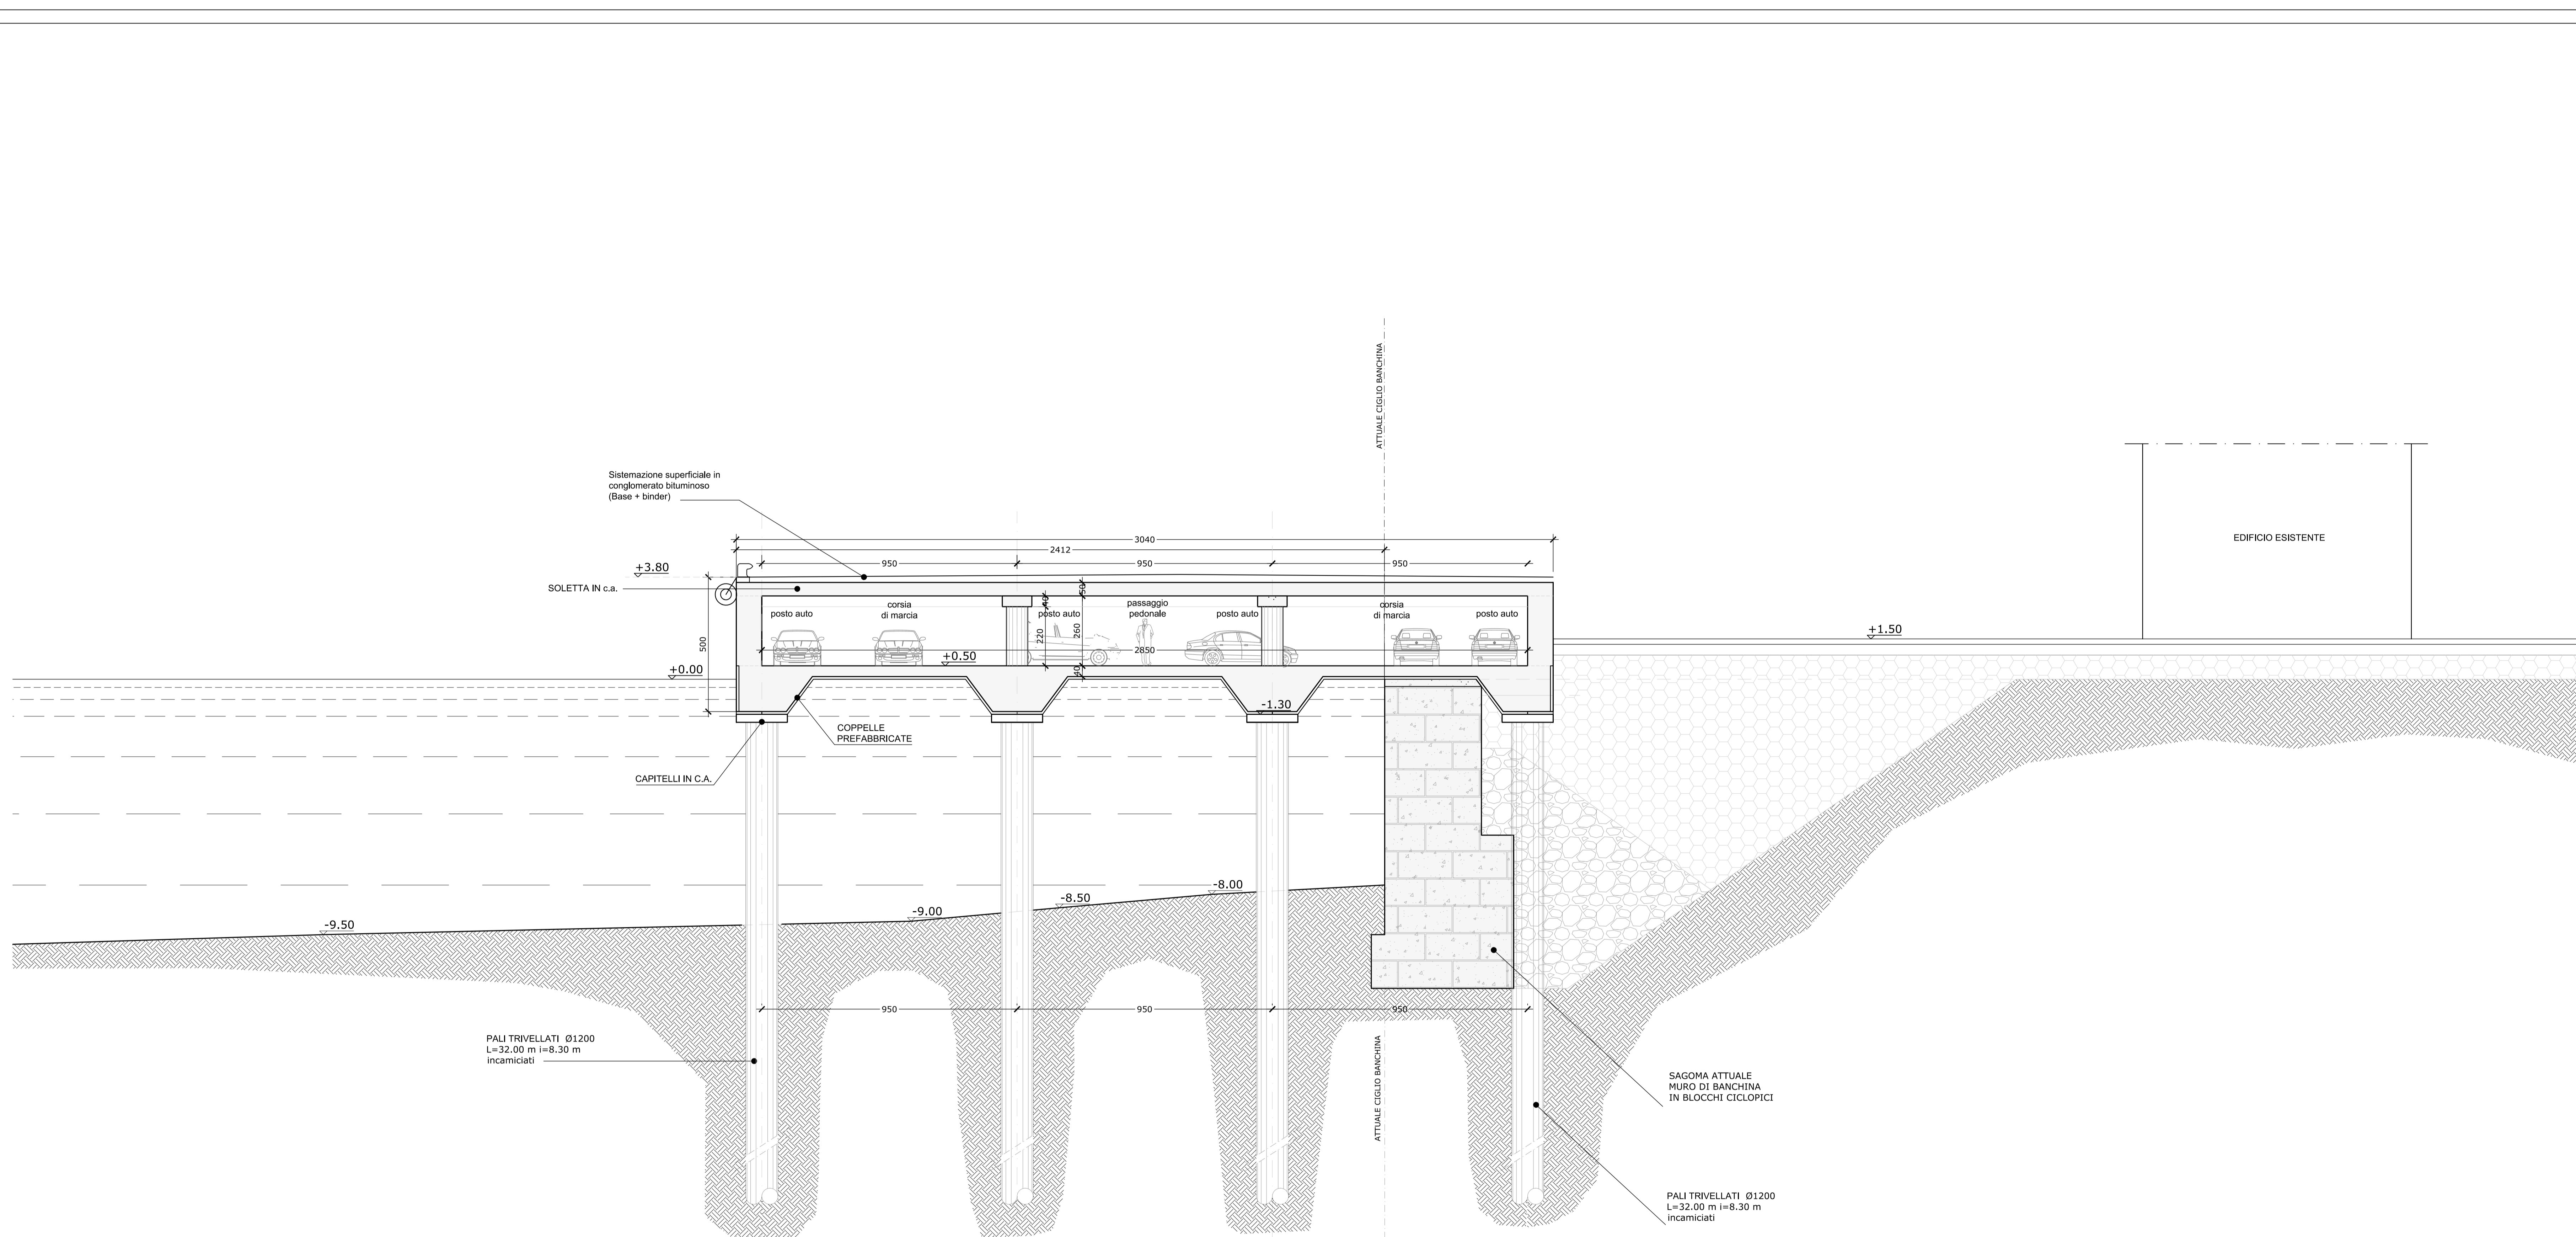 ATTUALE CIGLIO BANCHINA
Sistemazione superficiale in
conglomerato bituminoso
(Base + binder)
EDIFICIO ESISTENTE
3040
2412
950
950
950
+3.80
SOLETTA IN c.a.
50
40
posto auto
corsia
di marcia
posto auto
passaggio
pedonale
posto auto
corsia
di marcia
posto auto
220
260
500
+1.50
2850
+0.50
+0.00
40
-1.30
COPPELLE
PREFABBRICATE
CAPITELLI IN C.A.
-8.00
-8.50
-9.00
-9.50
950
950
950
PALI TRIVELLATI Ø1200
L=32.00 m i=8.30 m
incamiciati
ATTUALE CIGLIO BANCHINA
SAGOMA ATTUALE
MURO DI BANCHINA
IN BLOCCHI CICLOPICI
PALI TRIVELLATI Ø1200
L=32.00 m i=8.30 m
incamiciati